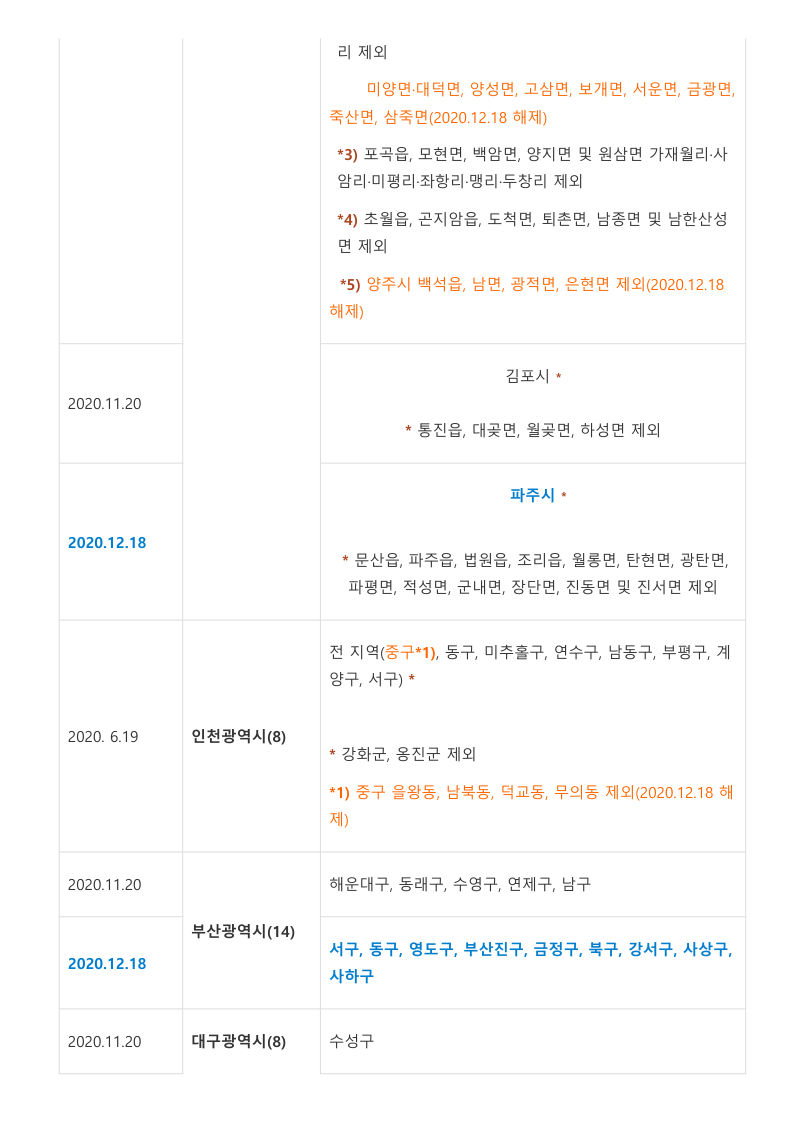 리 제외
미양면·대덕면, 양성면, 고삼면, 보개면, 서운면, 금광면,
죽산면, 삼죽면(2020.12.18 해제)
*3) 포곡읍, 모현면, 백암면, 양지면 및 원삼면 가재월리·사
암리·미평리·좌항리·맹리·두창리 제외
*4) 초월읍, 곤지암읍, 도척면, 퇴촌면, 남종면 및 남한산성
면 제외
*5) 양주시 백석읍, 남면, 광적면, 은현면 제외(2020.12.18
해제)
2020.11.20
김포시 *
* 통진읍, 대곶면, 월곶면, 하성면 제외
2020.12.18
파주시 *
* 문산읍, 파주읍, 법원읍, 조리읍, 월롱면, 탄현면, 광탄면,
파평면, 적성면, 군내면, 장단면, 진동면 및 진서면 제외
2020. 6.19
인천광역시(8)
전 지역(중구*1), 동구, 미추홀구, 연수구, 남동구, 부평구, 계
양구, 서구) *
* 강화군, 옹진군 제외
*1) 중구 을왕동, 남북동, 덕교동, 무의동 제외(2020.12.18 해
제)
2020.11.20
부산광역시(14)
해운대구, 동래구, 수영구, 연제구, 남구
2020.12.18
서구, 동구, 영도구, 부산진구, 금정구, 북구, 강서구, 사상구,
사하구
2020.11.20
대구광역시(8)
수성구